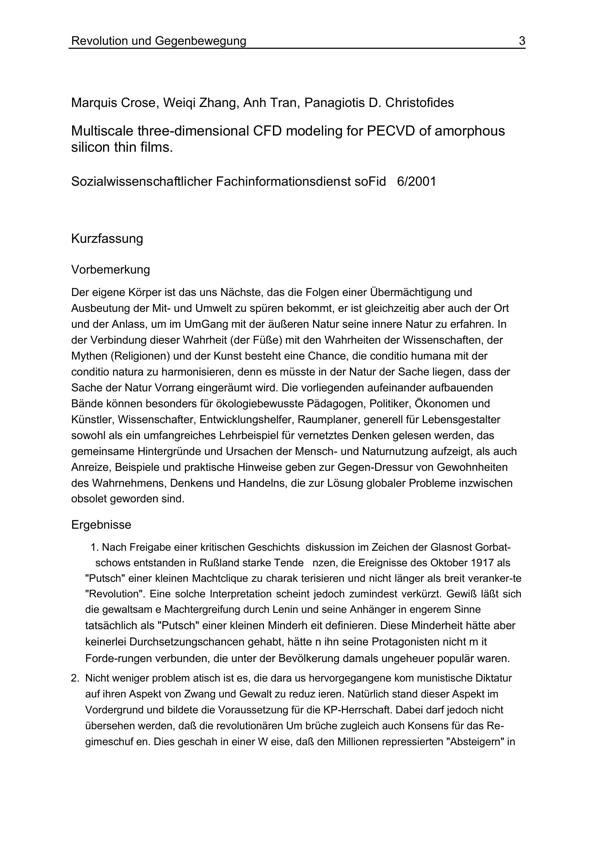 Revolution und Gegenbewegung 3
Marquis Crose, Weiqi Zhang, Anh Tran, Panagiotis D. Christofides
Multiscale three-dimensional CFD modeling for PECVD of amorphous
silicon thin films.
Sozialwissenschaftlicher Fachinformationsdienst soFid 6/2001
Kurzfassung
Vorbemerkung
Der eigene Körper ist das uns Nächste, das die Folgen einer Übermächtigung und
Ausbeutung der Mit- und Umwelt zu spüren bekommt, er ist gleichzeitig aber auch der Ort
und der Anlass, um im UmGang mit der äußeren Natur seine innere Natur zu erfahren. In
der Verbindung dieser Wahrheit (der Füße) mit den Wahrheiten der Wissenschaften, der
Mythen (Religionen) und der Kunst besteht eine Chance, die conditio humana mit der
conditio natura zu harmonisieren, denn es müsste in der Natur der Sache liegen, dass der
Sache der Natur Vorrang eingeräumt wird. Die vorliegenden aufeinander aufbauenden
Bände können besonders für ökologiebewusste Pädagogen, Politiker, Ökonomen und
Künstler, Wissenschafter, Entwicklungshelfer, Raumplaner, generell für Lebensgestalter
sowohl als ein umfangreiches Lehrbeispiel für vernetztes Denken gelesen werden, das
gemeinsame Hintergründe und Ursachen der Mensch- und Naturnutzung aufzeigt, als auch
Anreize, Beispiele und praktische Hinweise geben zur Gegen-Dressur von Gewohnheiten
des Wahrnehmens, Denkens und Handelns, die zur Lösung globaler Probleme inzwischen
obsolet geworden sind.
Ergebnisse
1. Nach Freigabe einer kritischen Geschichts diskussion im Zeichen der Glasnost Gorbat-
schows entstanden in Rußland starke Tende nzen, die Ereignisse des Oktober 1917 als
"Putsch" einer kleinen Machtclique zu charak terisieren und nicht länger als breit veranker-te
"Revolution". Eine solche Interpretation scheint jedoch zumindest verkürzt. Gewiß läßt sich
die gewaltsam e Machtergreifung durch Lenin und seine Anhänger in engerem Sinne
tatsächlich als "Putsch" einer kleinen Minderh eit definieren. Diese Minderheit hätte aber
keinerlei Durchsetzungschancen gehabt, hätte n ihn seine Protagonisten nicht m it
Forde-rungen verbunden, die unter der Bevölkerung damals ungeheuer populär waren.
2. Nicht weniger problem atisch ist es, die dara us hervorgegangene kom munistische Diktatur
auf ihren Aspekt von Zwang und Gewalt zu reduz ieren. Natürlich stand dieser Aspekt im
Vordergrund und bildete die Voraussetzung für die KP-Herrschaft. Dabei darf jedoch nicht
übersehen werden, daß die revolutionären Um brüche zugleich auch Konsens für das Re-
gimeschuf en. Dies geschah in einer W eise, daß den Millionen repressierten "Absteigern" in